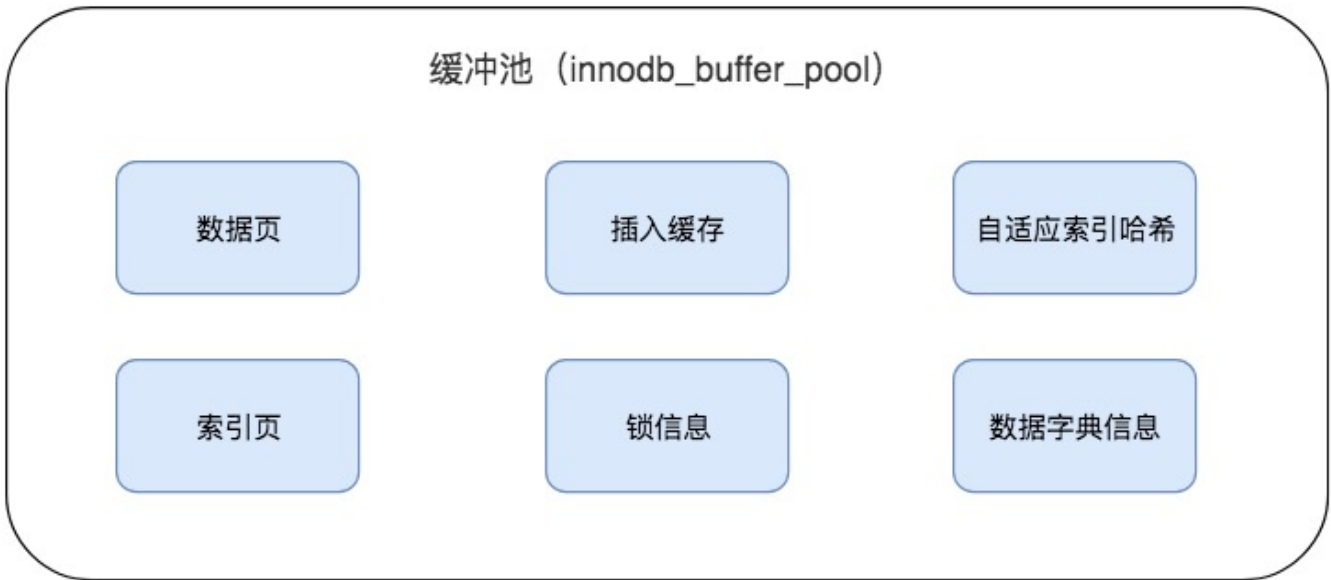 缓冲池（innodb_buffer_pool）
数据页
插入缓存
自适应索引哈希
索引页
锁信息
数据字典信息